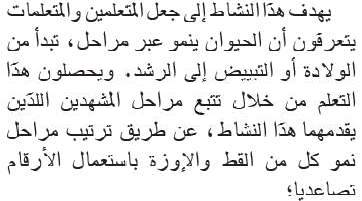 يهدف هذا النشاط إلى جعل المتعلمين والمتعلمات
يتعرفون أن الحيوان ينمو عبر مراحل، تبدأ من
الولادة أو التبييض إلى الرشد. ويحصلون هذا
التعلم من خلال تتبع مراحل المشهدين اللذين
يقدمهما هذا النشاط، عن طريق ترتيب مراحل
نمو كل من القط والإوزة باستعمال الأرقام
تصاعديا؛